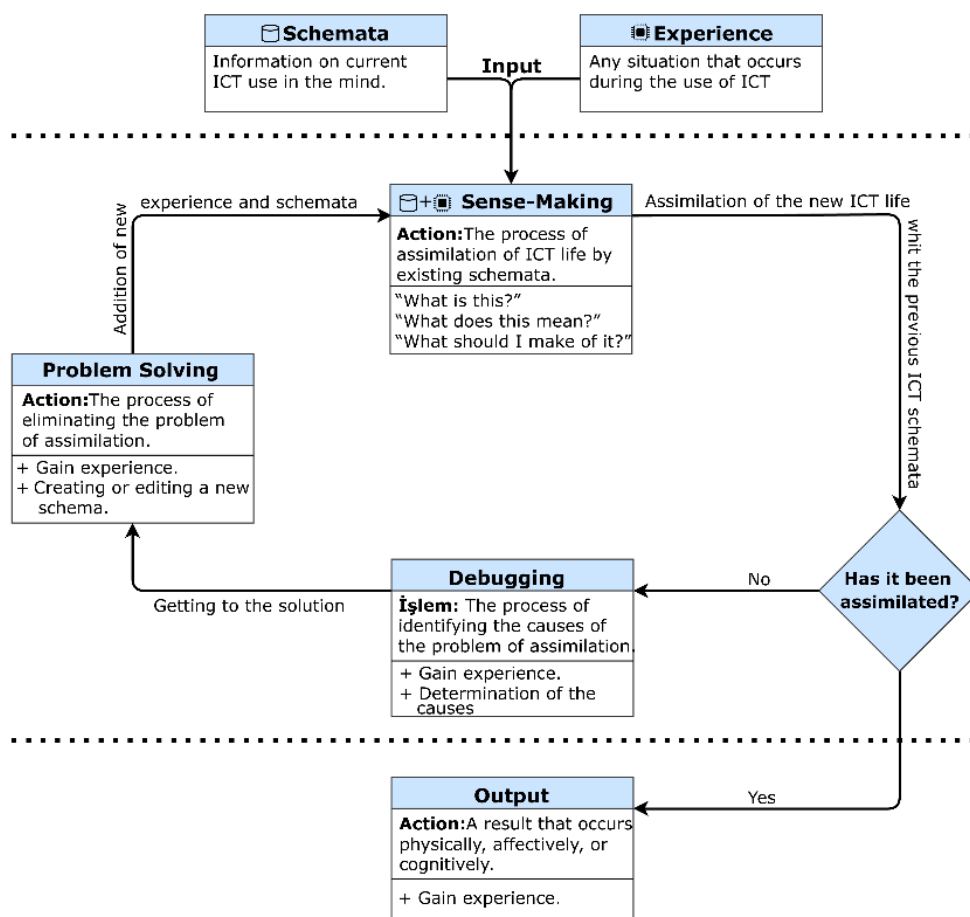 Schemata
Information on current
ICT use in the mind.
Input
Experience
Any situation that occurs
during the use of ICT
+ Sense-Making
Action:The process of
assimilation of ICT life by
existing schemata.
“What is this?”
“What does this mean?”
“What should I make of it?”
Assimilation of the new ICT life
whit the previous ICT schemata
Has it been
assimilated?
No
Debugging
İşlem: The process of
identifying the causes of
the problem of assimilation.
+ Gain experience.
+ Determination of the
causes
Getting to the solution
Problem Solving
Action:The process of
eliminating the problem
of assimilation.
+ Gain experience.
+ Creating or editing a new
schema.
Addition of new
experience and schemata
Yes
Output
Action:A result that occurs
physically, affectively, or
cognitively.
+ Gain experience.